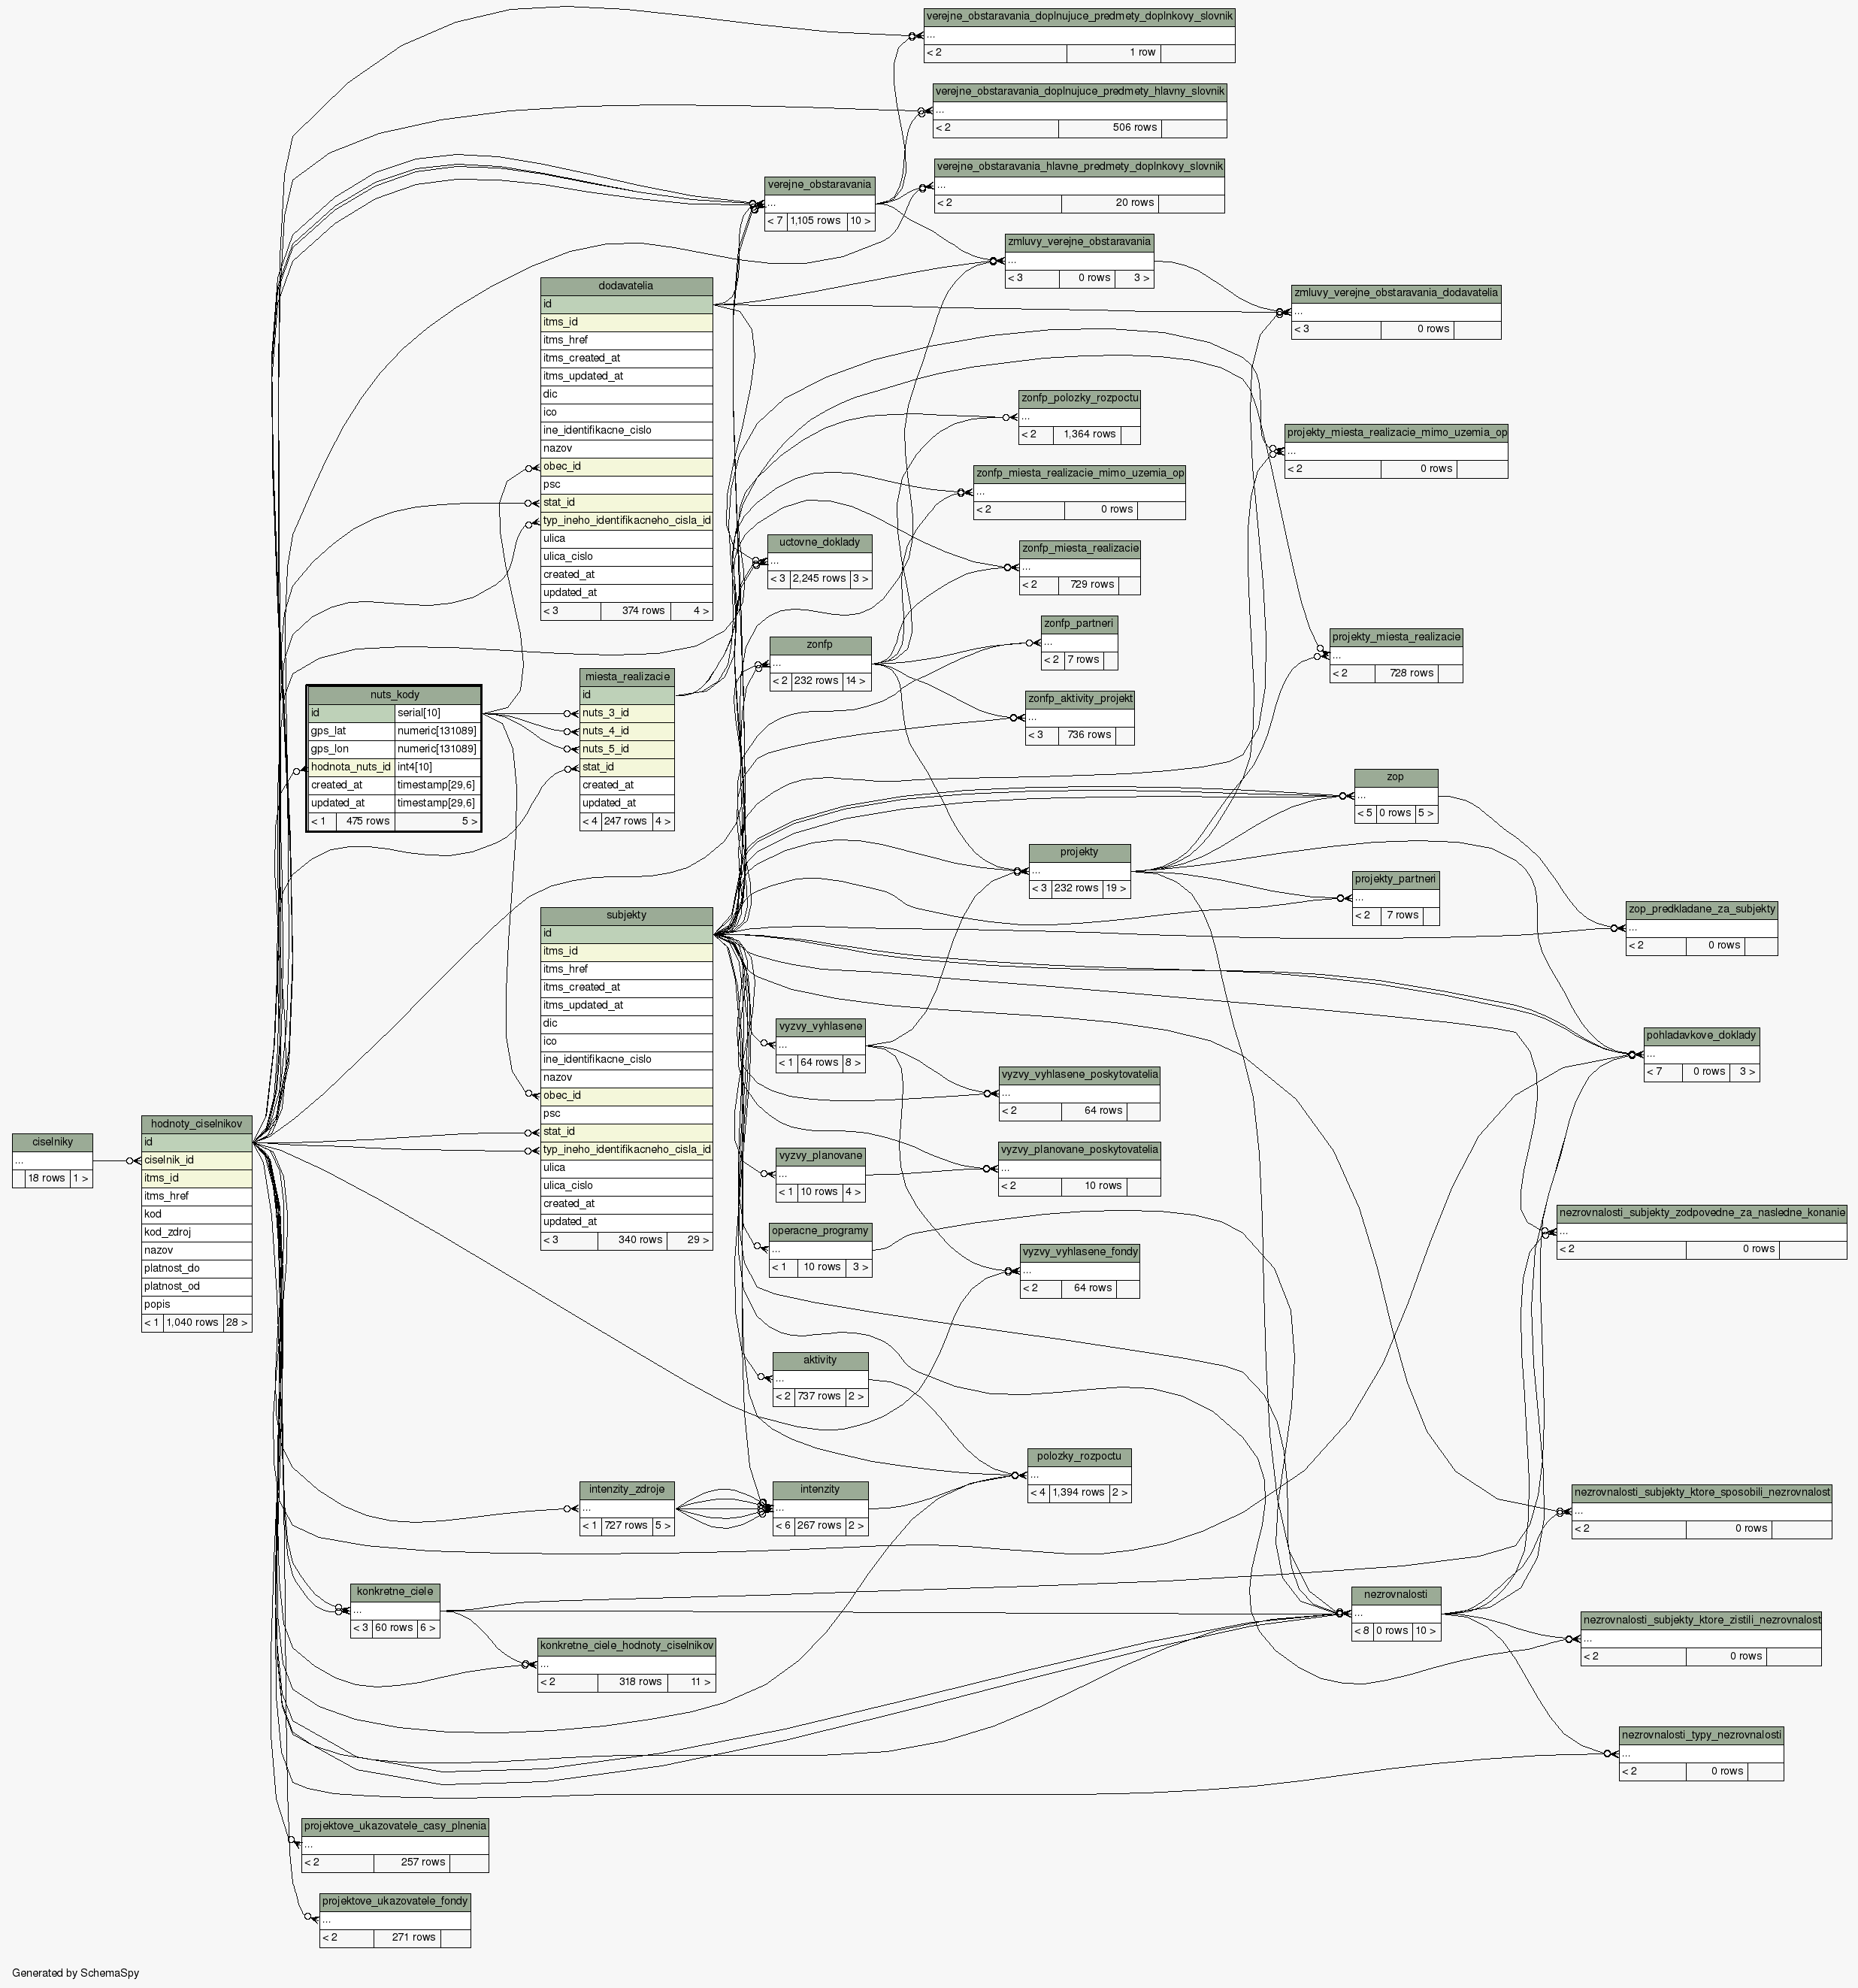 verejne_obstaravania_doplnujuce_predmety_doplnkovy_slovnik
...
< 2 1 row
verejne_obstaravania_doplnujuce_predmety_hlavny_slovnik
...
< 2 506 rows
verejne_obstaravania_hlavne_predmety_doplnkovy_slovnik
...
< 2 20 rows
verejne_obstaravania
...
< 7 1,105 rows 10 >
zmluvy_verejne_obstaravania
...
< 3 0 rows 3 >
zmluvy_verejne_obstaravania_dodavatelia
...
< 3 0 rows
dodavatelia
id
itms_id
itms_href
itms_created_at
itms_updated_at
dic
ico
ine_identifikacne_cislo
nazov
obec_id
psc
stat_id
typ_ineho_identifikacneho_cisla_id
ulica
ulica_cislo
created_at
updated_at
< 3 374 rows 4 >
zonfp_polozky_rozpoctu
...
< 2 1,364 rows
projekty_miesta_realizacie_mimo_uzemia_op
...
< 2 0 rows
zonfp_miesta_realizacie_mimo_uzemia_op
...
< 2 0 rows
uctovne_doklady
...
< 3 2,245 rows 3 >
zonfp_miesta_realizacie
...
< 2 729 rows
zonfp_partneri
...
< 2 7 rows
projekty_miesta_realizacie
...
< 2 728 rows
zonfp
...
< 2 232 rows 14 >
zonfp_aktivity_projekt
...
< 3 736 rows
miesta_realizacie
id
nuts_3_id
nuts_4_id
nuts_5_id
stat_id
created_at
updated_at
< 4 247 rows 4 >
nuts_kody
id serial[10]
gps_lat numeric[131089]
gps_lon numeric[131089]
hodnota_nuts_id int4[10]
created_at timestamp[29,6]
updated_at timestamp[29,6]
< 1 475 rows 5 >
zop
...
< 5 0 rows 5 >
projekty
...
< 3 232 rows 19 >
projekty_partneri
...
< 2 7 rows
zop_predkladane_za_subjekty
...
< 2 0 rows
subjekty
id
itms_id
itms_href
itms_created_at
itms_updated_at
dic
ico
ine_identifikacne_cislo
nazov
obec_id
psc
stat_id
typ_ineho_identifikacneho_cisla_id
ulica
ulica_cislo
created_at
updated_at
< 3 340 rows 29 >
vyzvy_vyhlasene
...
< 1 64 rows 8 >
pohladavkove_doklady
...
< 7 0 rows 3 >
vyzvy_vyhlasene_poskytovatelia
...
< 2 64 rows
ciselniky
...
18 rows 1 >
hodnoty_ciselnikov
id
ciselnik_id
itms_id
itms_href
kod
kod_zdroj
nazov
platnost_do
platnost_od
popis
< 1 1,040 rows 28 >
vyzvy_planovane
...
< 1 10 rows 4 >
vyzvy_planovane_poskytovatelia
...
< 2 10 rows
nezrovnalosti_subjekty_zodpovedne_za_nasledne_konanie
...
< 2 0 rows
operacne_programy
...
< 1 10 rows 3 >
vyzvy_vyhlasene_fondy
...
< 2 64 rows
aktivity
...
< 2 737 rows 2 >
polozky_rozpoctu
...
< 4 1,394 rows 2 >
intenzity_zdroje
...
< 1 727 rows 5 >
intenzity
...
< 6 267 rows 2 >
nezrovnalosti_subjekty_ktore_sposobili_nezrovnalost
...
< 2 0 rows
konkretne_ciele
...
< 3 60 rows 6 >
nezrovnalosti
...
< 8 0 rows 10 >
nezrovnalosti_subjekty_ktore_zistili_nezrovnalost
...
< 2 0 rows
konkretne_ciele_hodnoty_ciselnikov
...
< 2 318 rows 11 >
nezrovnalosti_typy_nezrovnalosti
...
< 2 0 rows
projektove_ukazovatele_casy_plnenia
...
< 2 257 rows
projektove_ukazovatele_fondy
...
< 2 271 rows
Generated by SchemaSpy